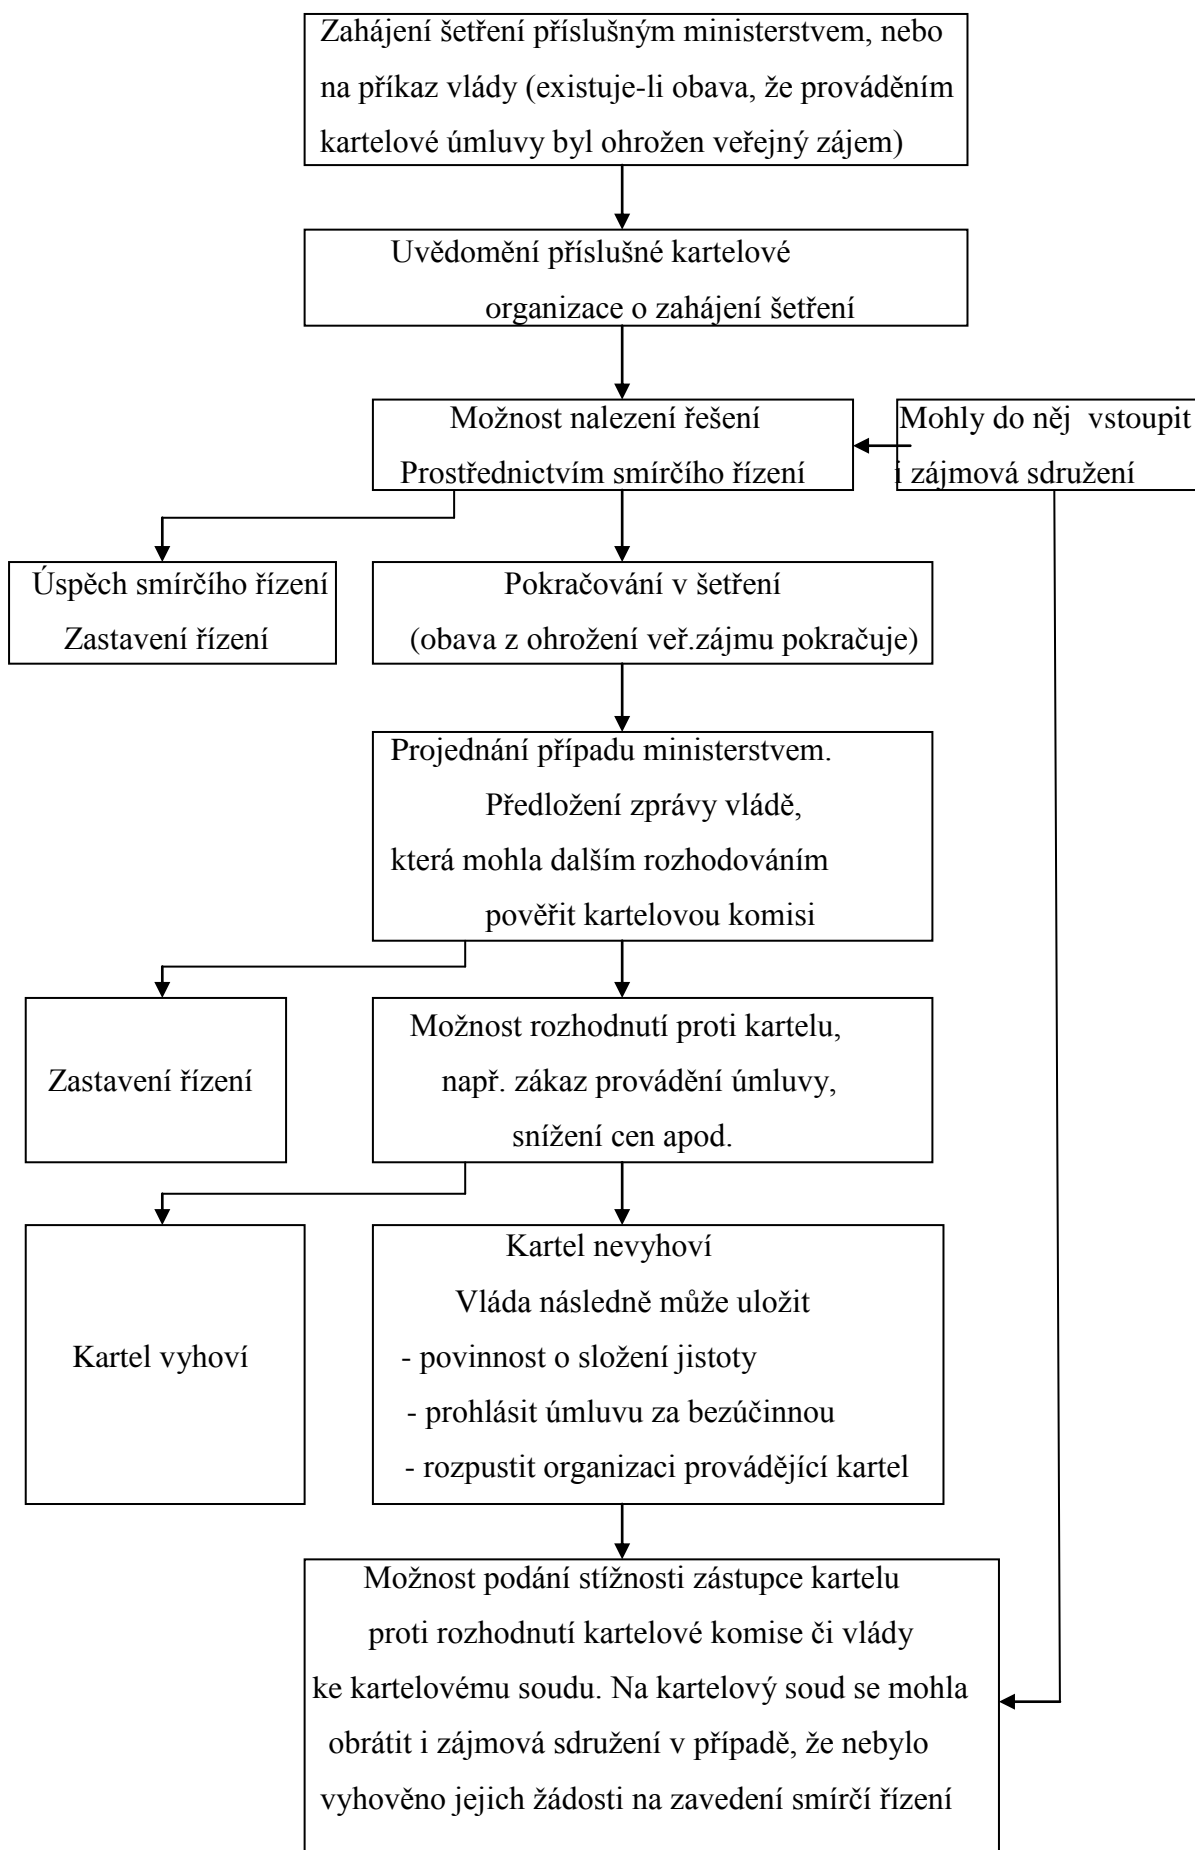 Zahájení šetření příslušným ministerstvem, nebo
na příkaz vlády (existuje-li obava, že prováděním
kartelové úmluvy byl ohrožen veřejný zájem)
Uvědomění příslušné kartelové
organizace o zahájení šetření
Možnost nalezení řešení
Prostřednictvím smírčího řízení
Mohly do něj vstoupit
i zájmová sdružení
Úspěch smírčího řízení
Zastavení řízení
Pokračování v šetření
(obava z ohrožení veř.zájmu pokračuje)
Projednání případu ministerstvem.
Předložení zprávy vládě,
která mohla dalším rozhodováním
pověřit kartelovou komisi
Zastavení řízení
Možnost rozhodnutí proti kartelu,
např. zákaz provádění úmluvy,
snížení cen apod.
Kartel vyhoví
Kartel nevyhoví
Vláda následně může uložit
- povinnost o složení jistoty
- prohlásit úmluvu za bezúčinnou
- rozpustit organizaci provádějící kartel
Možnost podání stížnosti zástupce kartelu
proti rozhodnutí kartelové komise či vlády
ke kartelovému soudu. Na kartelový soud se mohla
obrátit i zájmová sdružení v případě, že nebylo
vyhověno jejich žádosti na zavedení smírčí řízení